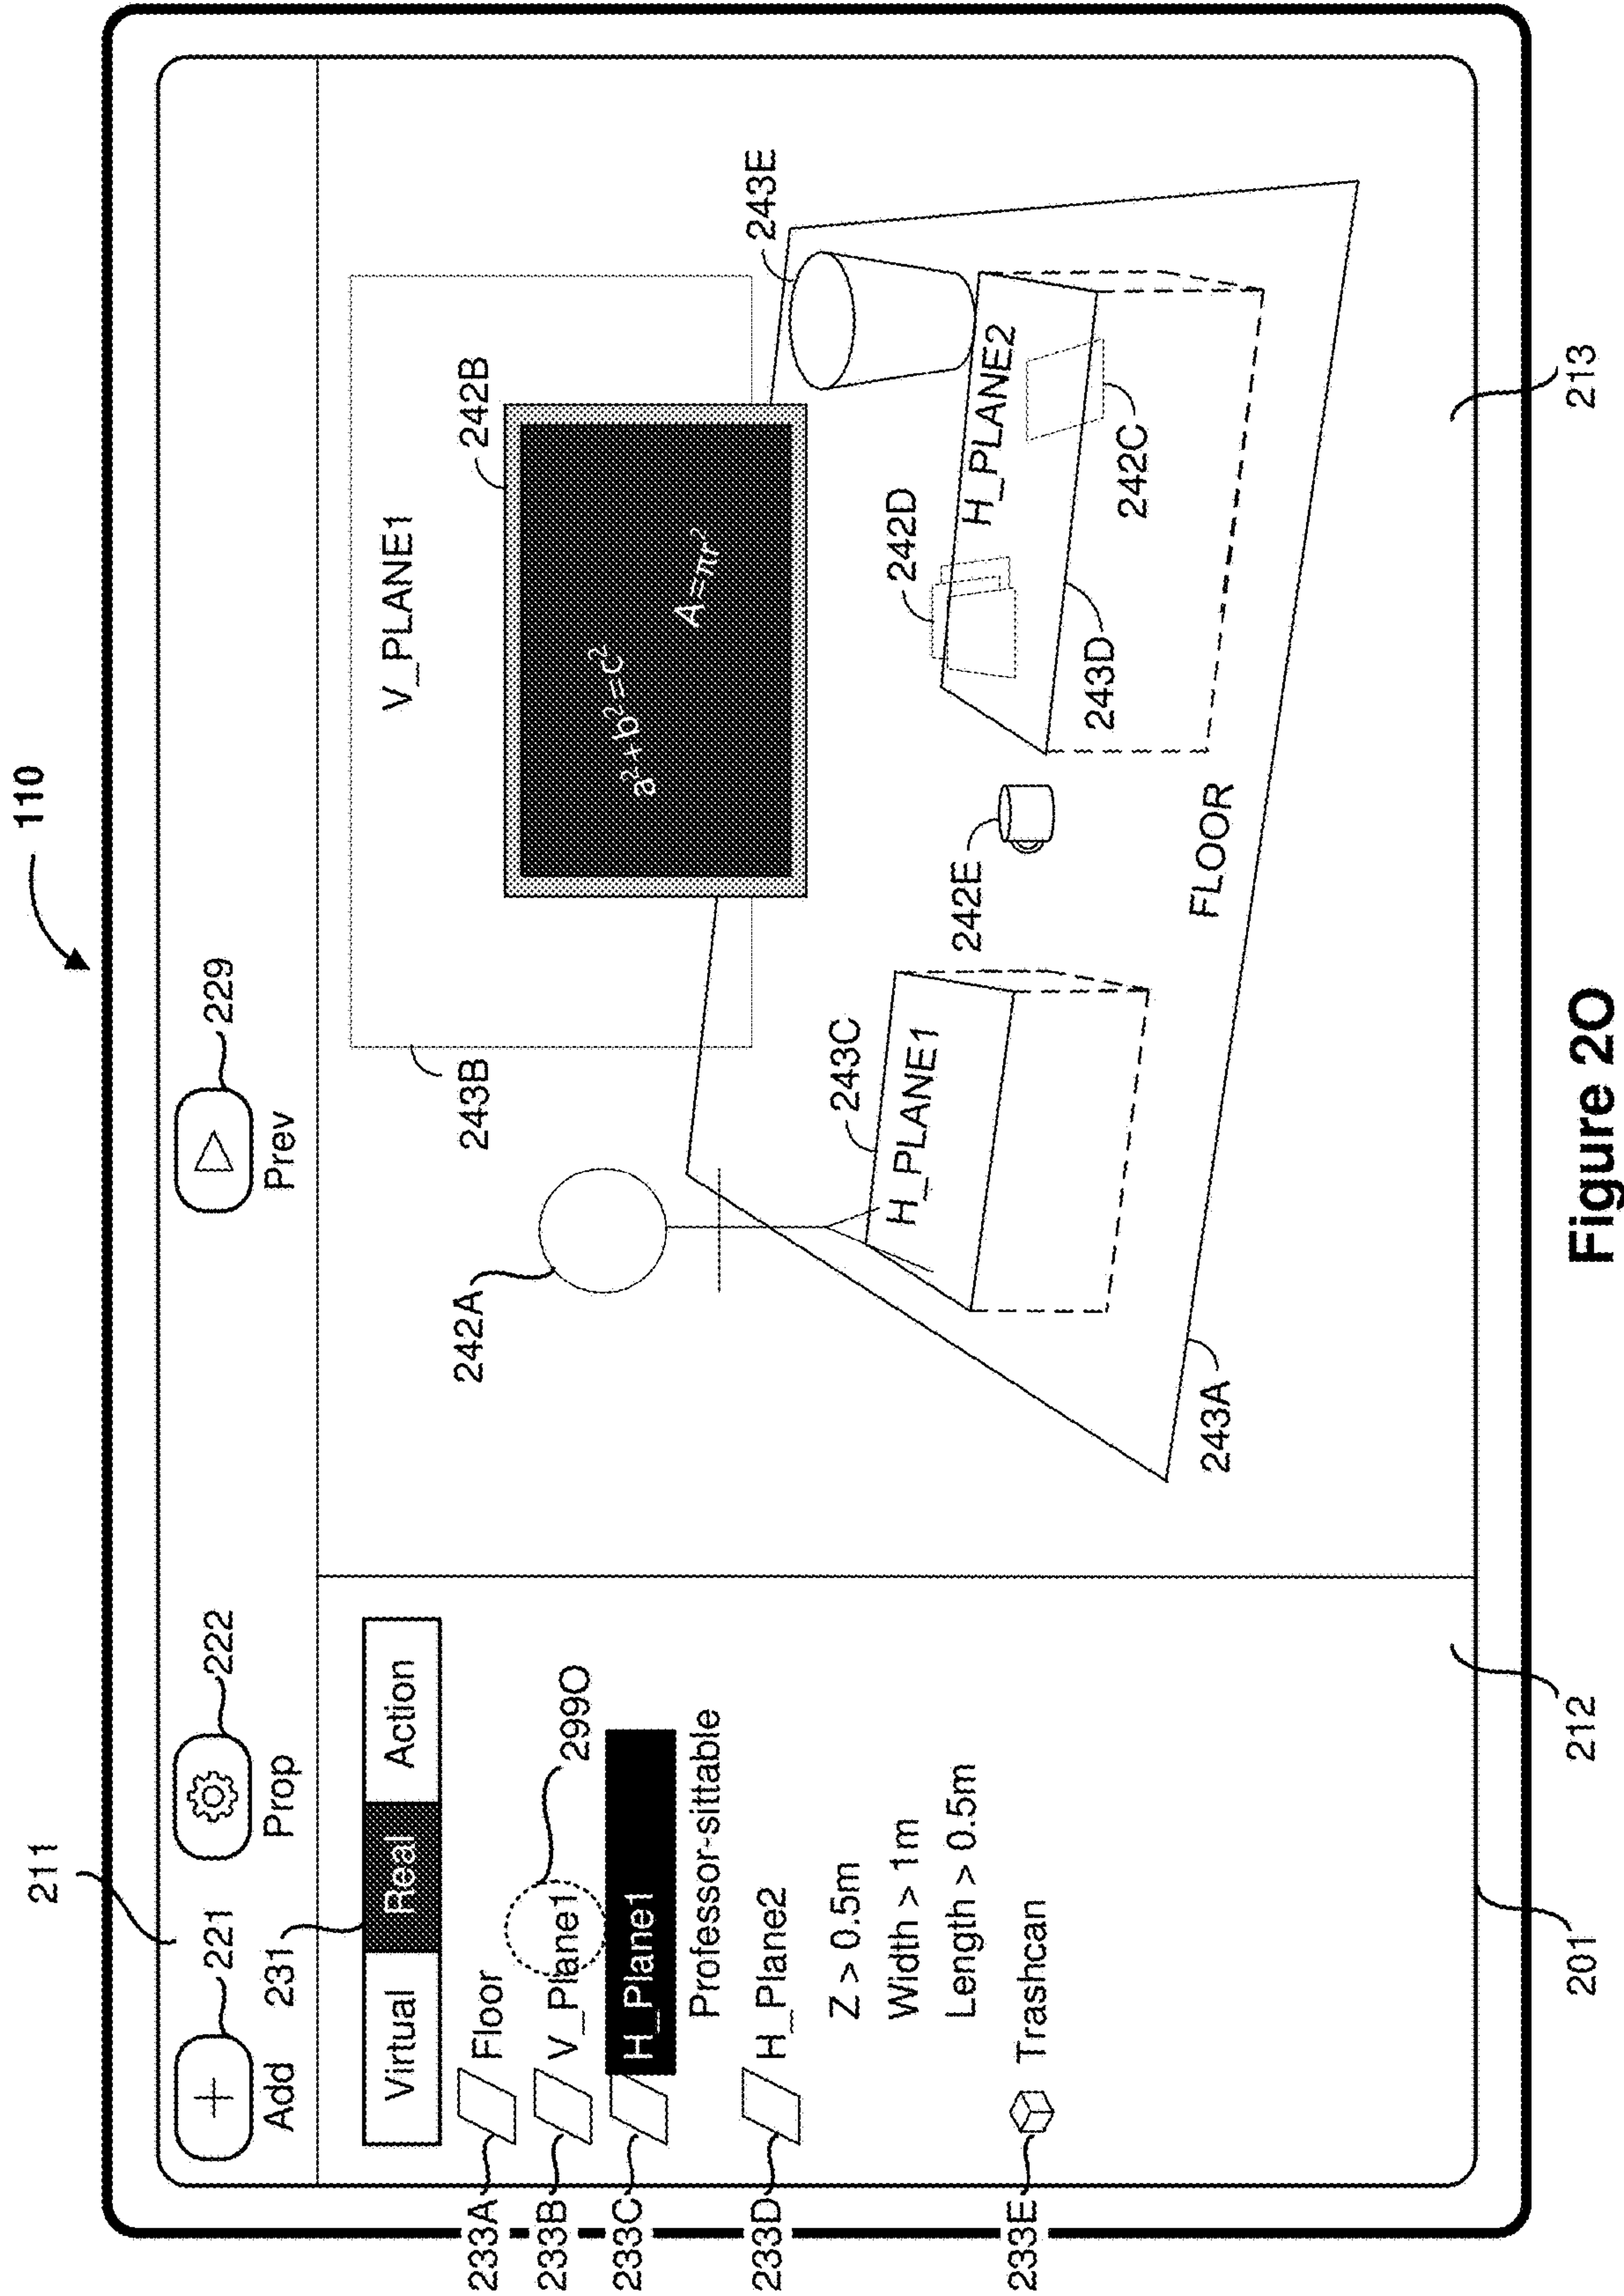 110
211
221
222
229
Add
Prop
Prev
231
Virtual Real Action
233A
Floor
233B
V_Plane1
299O
233C
H_Plane1
Professor-sittable
233D
H_Plane2
Z > 0.5m
Width > 1m
Length > 0.5m
233E
Trashcan
201
212
213
V_PLANE1
243B
242B
a²+b²=c²
A=πr²
242A
243E
243C
H_PLANE1
242E
242D
H_PLANE2
242C
243D
FLOOR
243A
Figure 2O